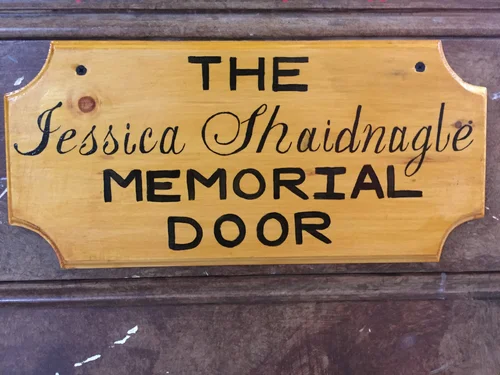 THE
Jessica Shaidnagle
MEMORIAL
DOOR